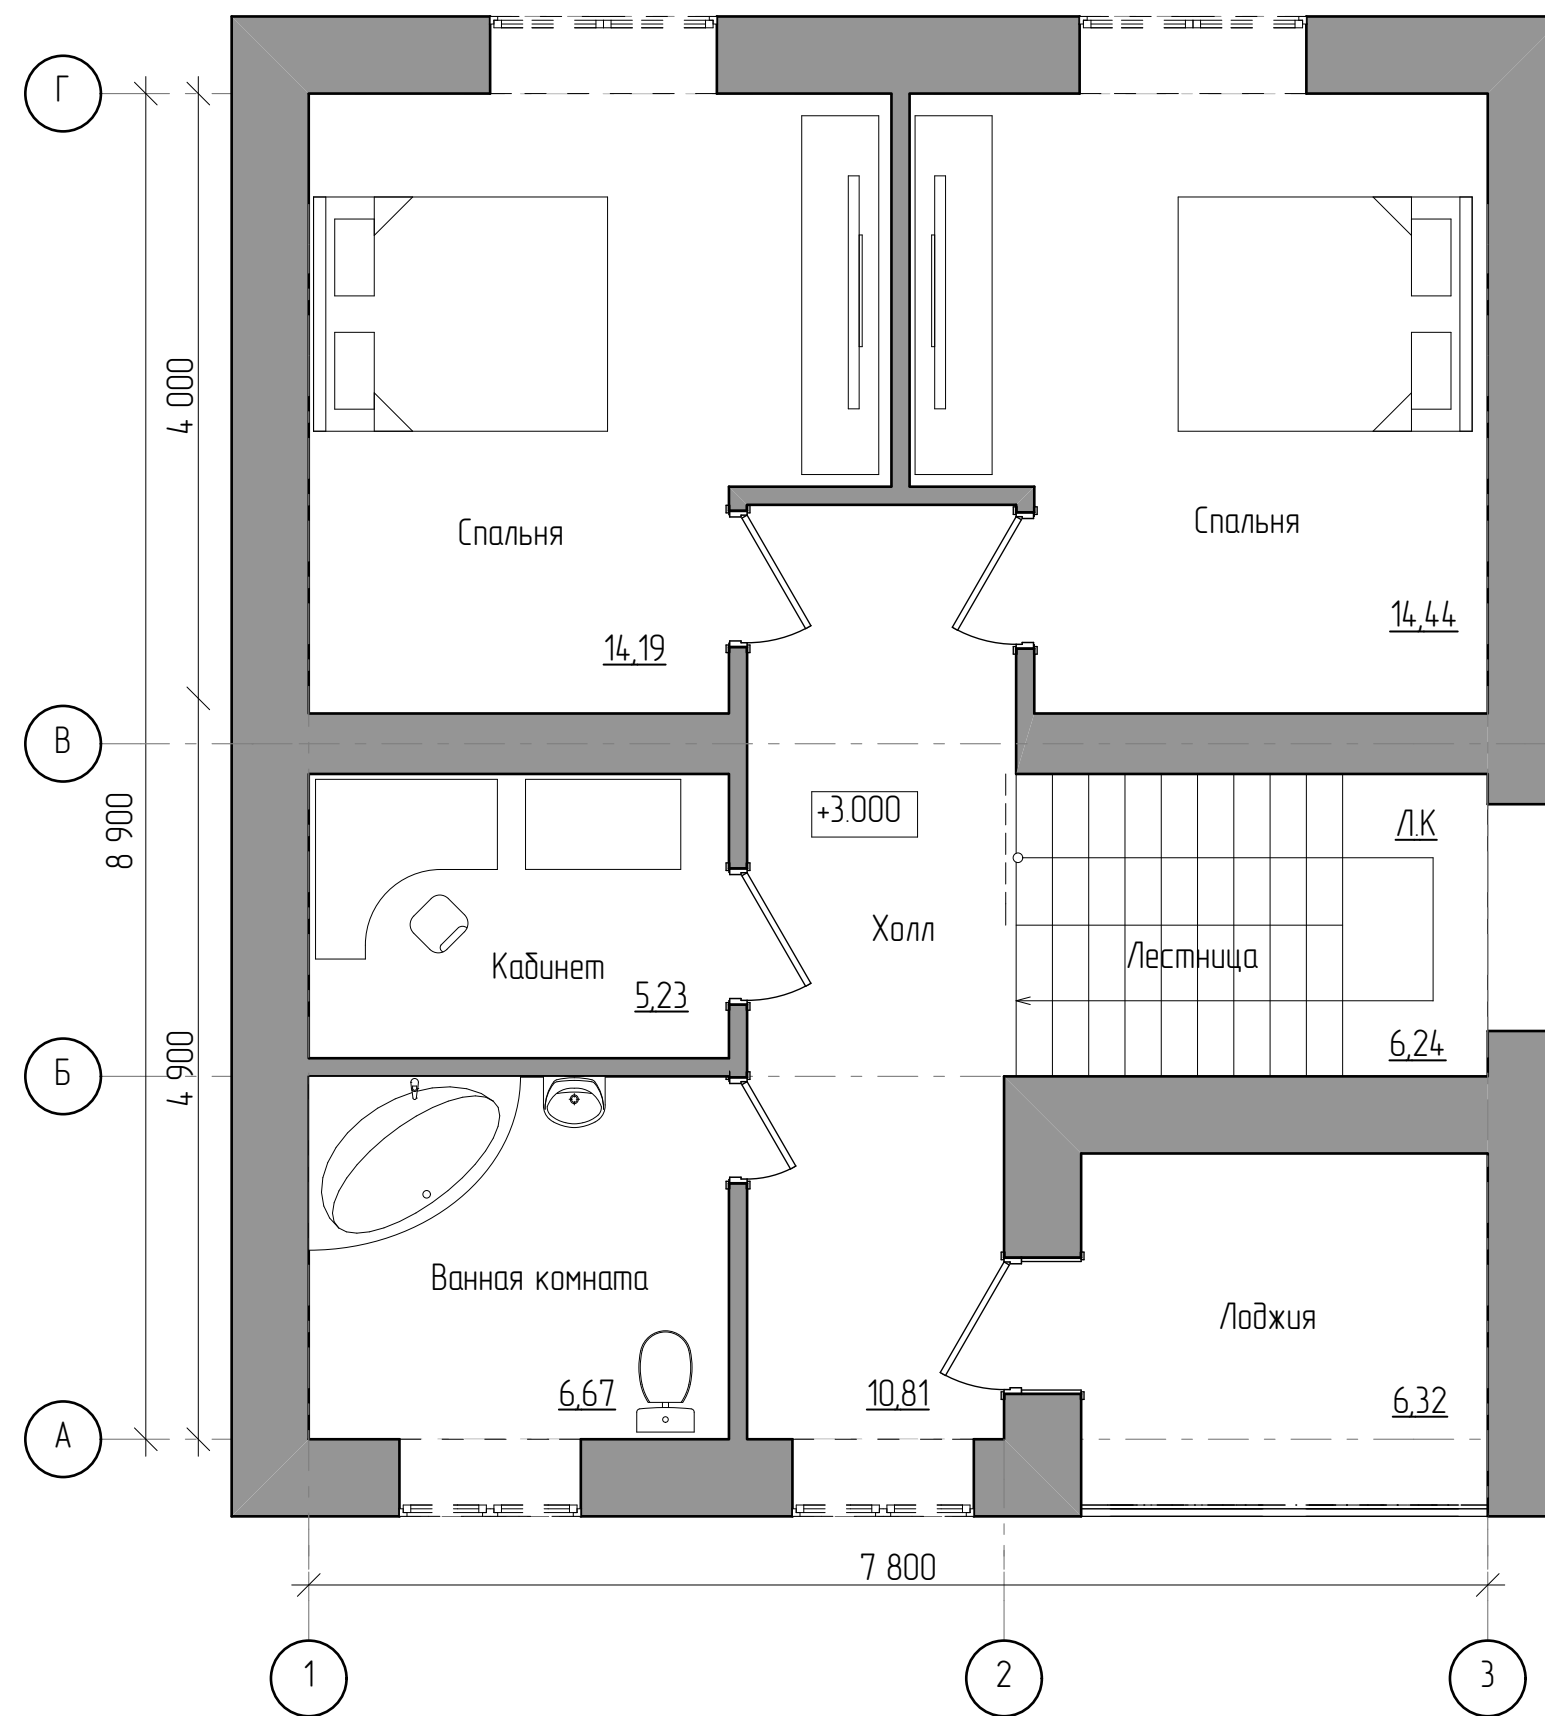 Г
4 000
Спальня
Спальня
14,19
14,44
В
8 900
+3.000
Л.К
Холл
Кабинет
5,23
Лестница
6,24
Б
4 900
Ванная комната
Лоджия
6,67
10,81
6,32
А
7 800
1
2
3